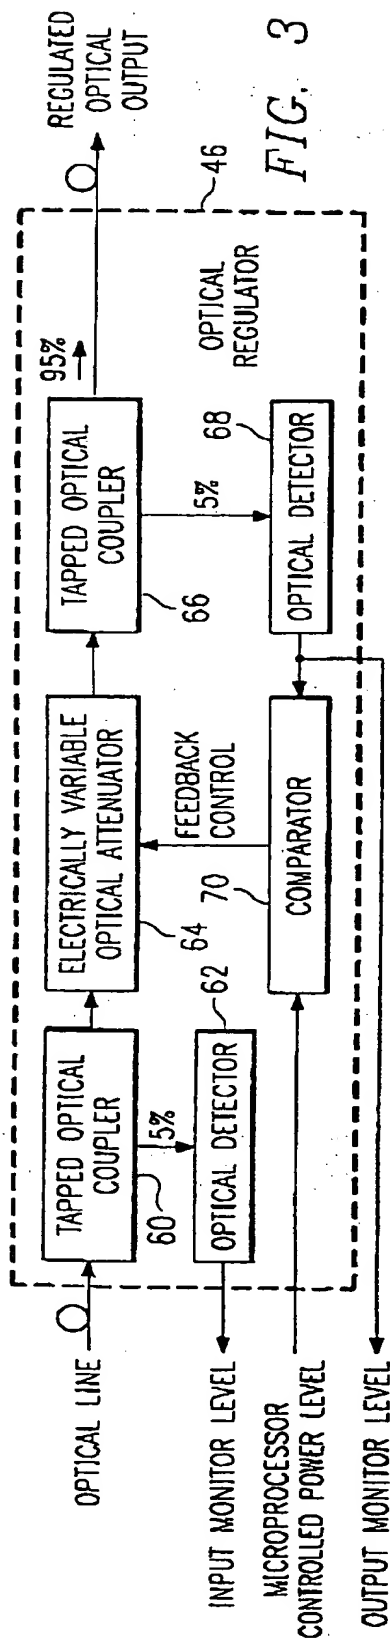 OPTICAL LINE
TAPPED OPTICAL
COUPLER
60
5%
OPTICAL DETECTOR
62
ELECTRICALLY VARIABLE
OPTICAL ATTENUATOR
64
FEEDBACK
CONTROL
70
COMPARATOR
TAPPED OPTICAL
COUPLER
66
95%
5%
68
OPTICAL DETECTOR
OPTICAL
REGULATOR
46
REGULATED
OPTICAL
OUTPUT
INPUT MONITOR LEVEL
MICROPROCESSOR
CONTROLLED POWER LEVEL
OUTPUT MONITOR LEVEL
FIG. 3